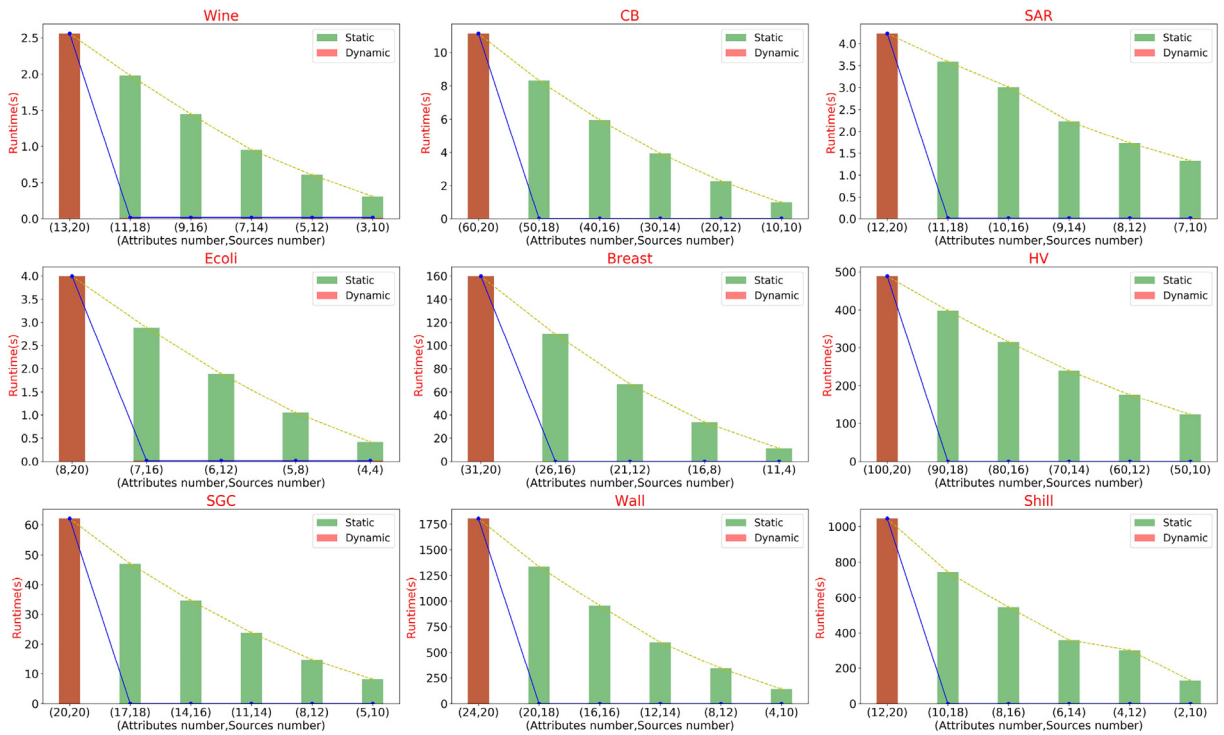 Wine
Runtime(s)
2.5
2.0
1.5
1.0
0.5
0.0
Static
Dynamic
(13,20) (11,18) (9,16) (7,14) (5,12) (3,10)
(Attributes number,Sources number)
CB
Runtime(s)
10
8
6
4
2
0
Static
Dynamic
(60,20) (50,18) (40,16) (30,14) (20,12) (10,10)
(Attributes number,Sources number)
SAR
Runtime(s)
4.0
3.5
3.0
2.5
2.0
1.5
1.0
0.5
0.0
Static
Dynamic
(12,20) (11,18) (10,16) (9,14) (8,12) (7,10)
(Attributes number,Sources number)
Ecoli
Runtime(s)
4.0
3.5
3.0
2.5
2.0
1.5
1.0
0.5
0.0
Static
Dynamic
(8,20) (7,16) (6,12) (5,8) (4,4)
(Attributes number,Sources number)
Breast
Runtime(s)
160
140
120
100
80
60
40
20
0
Static
Dynamic
(31,20) (26,16) (21,12) (16,8) (11,4)
(Attributes number,Sources number)
HV
Runtime(s)
500
400
300
200
100
0
Static
Dynamic
(100,20) (90,18) (80,16) (70,14) (60,12) (50,10)
(Attributes number,Sources number)
SGC
Runtime(s)
60
50
40
30
20
10
0
Static
Dynamic
(20,20) (17,18) (14,16) (11,14) (8,12) (5,10)
(Attributes number,Sources number)
Wall
Runtime(s)
1750
1500
1250
1000
750
500
250
0
Static
Dynamic
(24,20) (20,18) (16,16) (12,14) (8,12) (4,10)
(Attributes number,Sources number)
Shill
Runtime(s)
1000
800
600
400
200
0
Static
Dynamic
(12,20) (10,18) (8,16) (6,14) (4,12) (2,10)
(Attributes number,Sources number)